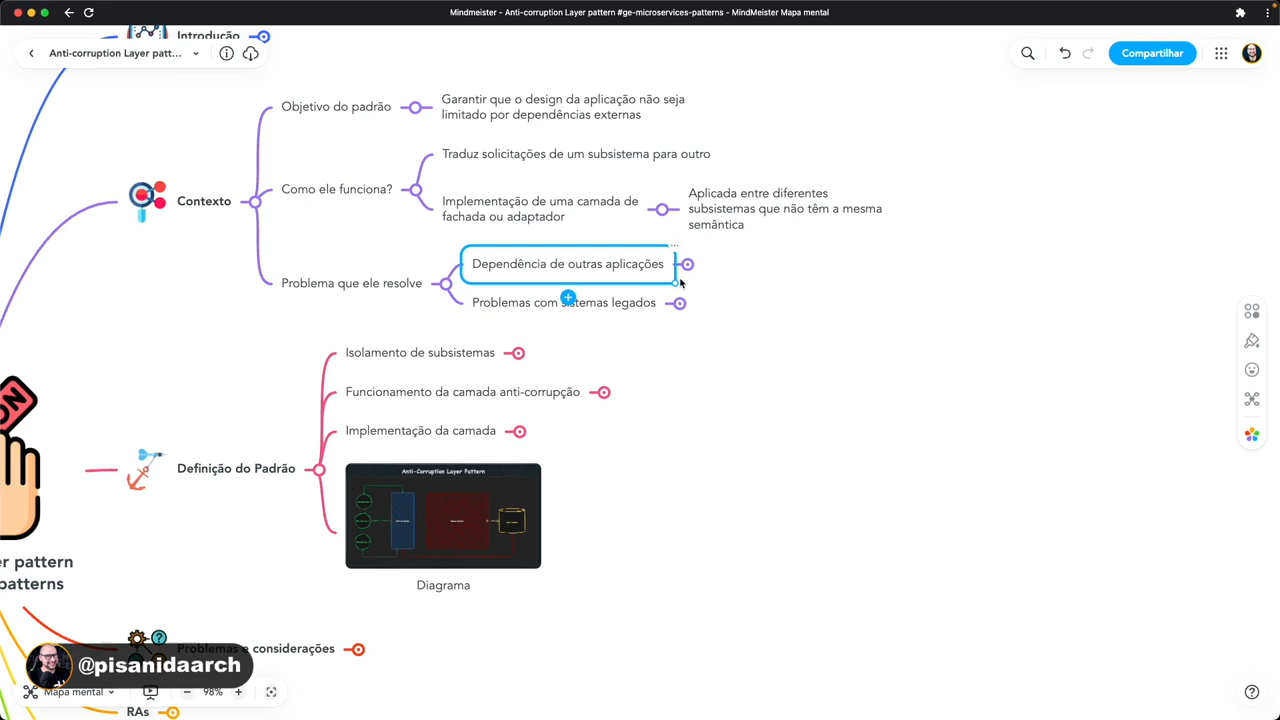 Mindmeister - Anti-corruption Layer pattern #ge-microservices-patterns - MindMeister Mapa mental
Introdução
Anti-corruption Layer patt...
Compartilhar
Objetivo do padrão
Garantir que o design da aplicação não seja
limitado por dependências externas
Contexto
Como ele funciona?
Traduz solicitações de um subsistema para outro
Implementação de uma camada de
fachada ou adaptador
Aplicada entre diferentes
subsistemas que não têm a mesma
semântica
Problema que ele resolve
Dependência de outras aplicações
Problemas com sistemas legados
Definição do Padrão
Isolamento de subsistemas
Funcionamento da camada anti-corrupção
Implementação da camada
Anti-Corruption Layer Pattern
Diagrama
ON
er pattern
patterns
Problemas e considerações
@pisanidaarch
Mapa mental
98%
RAs